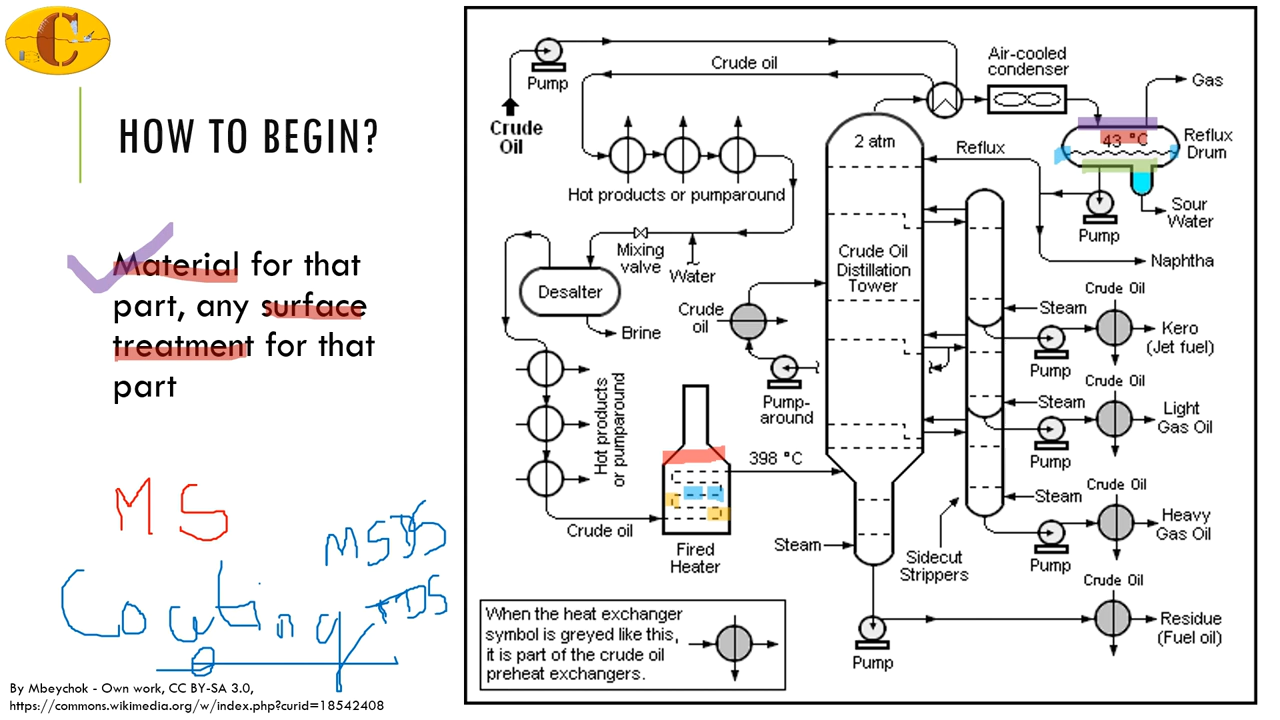 C
HOW TO BEGIN?
Material for that
part, any surface
treatment for that
part
MS
MSDS
Coating
TDS
By Mbeychok - Own work, CC BY-SA 3.0,
https://commons.wikimedia.org/w/index.php?curid=18542408
Pump
Crude
Oil
Crude oil
Air-cooled
condenser
Gas
43 °C
Reflux
Drum
2 atm
Reflux
Hot products or pumparound
Pump
Sour
Water
Mixing
valve
Water
Naphtha
Desalter
Brine
Crude Oil
Distillation
Tower
Crude
oil
Pump-
around
Hot products
or pumparound
Steam
Crude Oil
Pump
Kero
(Jet fuel)
Steam
Crude Oil
Pump
Light
Gas Oil
398 °C
Crude oil
Fired
Heater
Steam
Steam
Crude Oil
Pump
Heavy
Gas Oil
Sidecut
Strippers
Crude Oil
Pump
Residue
(Fuel oil)
When the heat exchanger
symbol is greyed like this,
it is part of the crude oil
preheat exchangers.